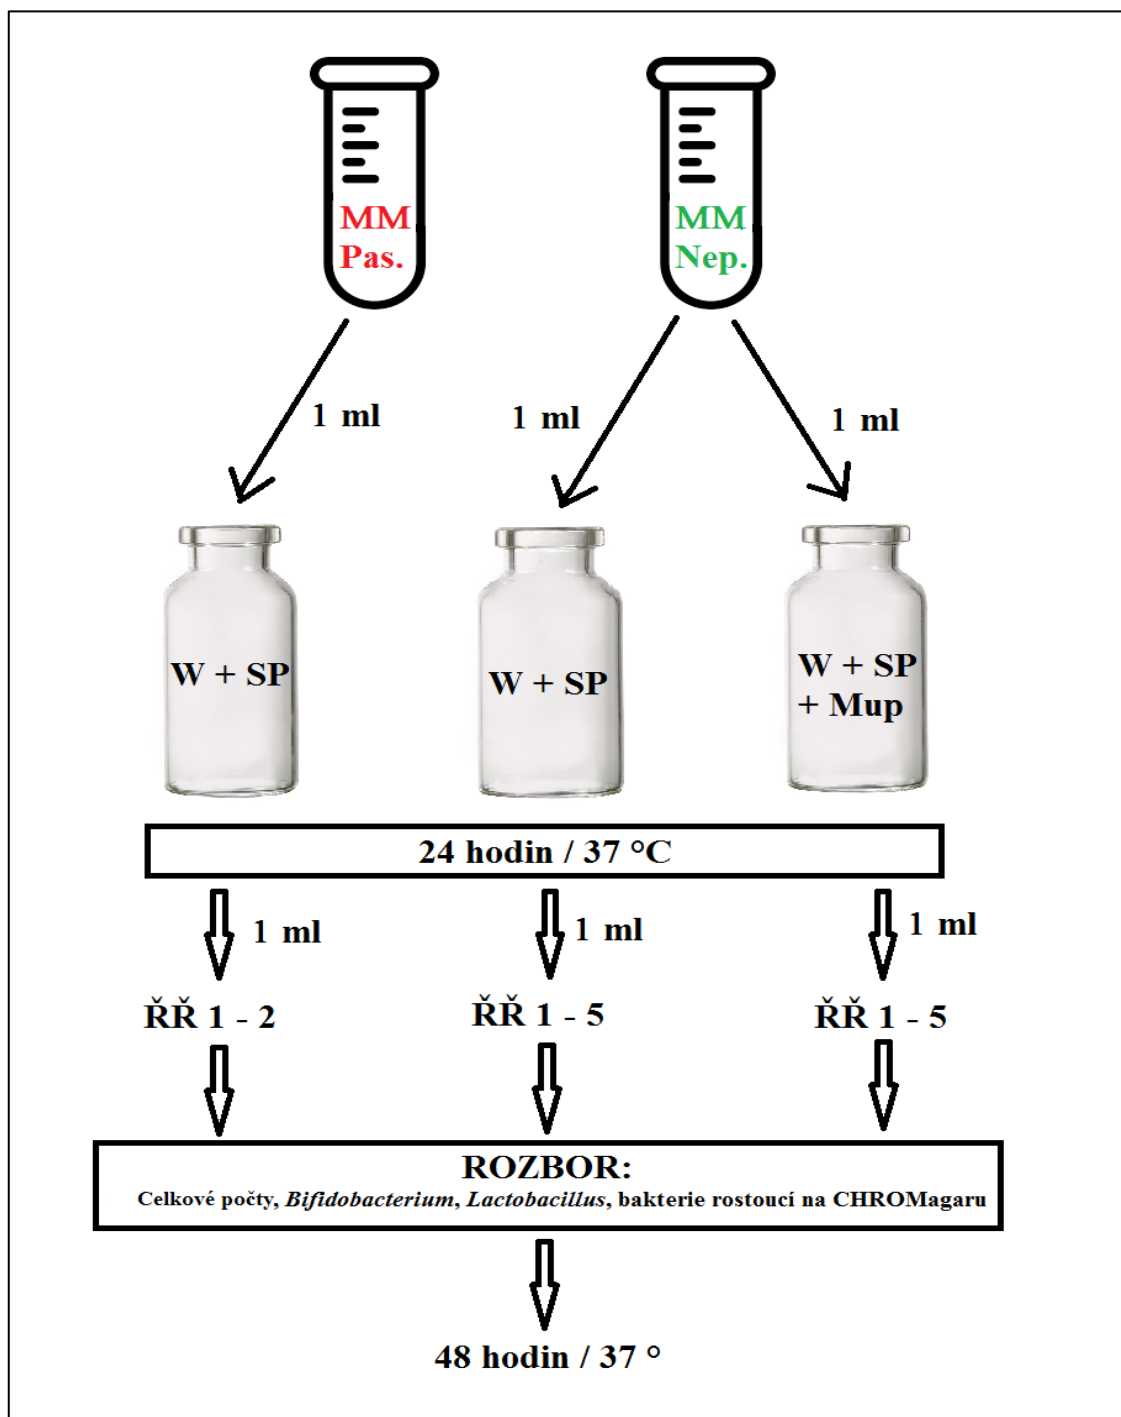 MM
Pas.
MM
Nep.
1 ml
1 ml
1 ml
W + SP
W + SP
W + SP
+ Mup
24 hodin / 37 °C
1 ml
1 ml
1 ml
ŘŘ 1 - 2
ŘŘ 1 - 5
ŘŘ 1 - 5
ROZBOR:
Celkové počty, Bifidobacterium, Lactobacillus, bakterie rostoucí na CHROMagaru
48 hodin / 37 °